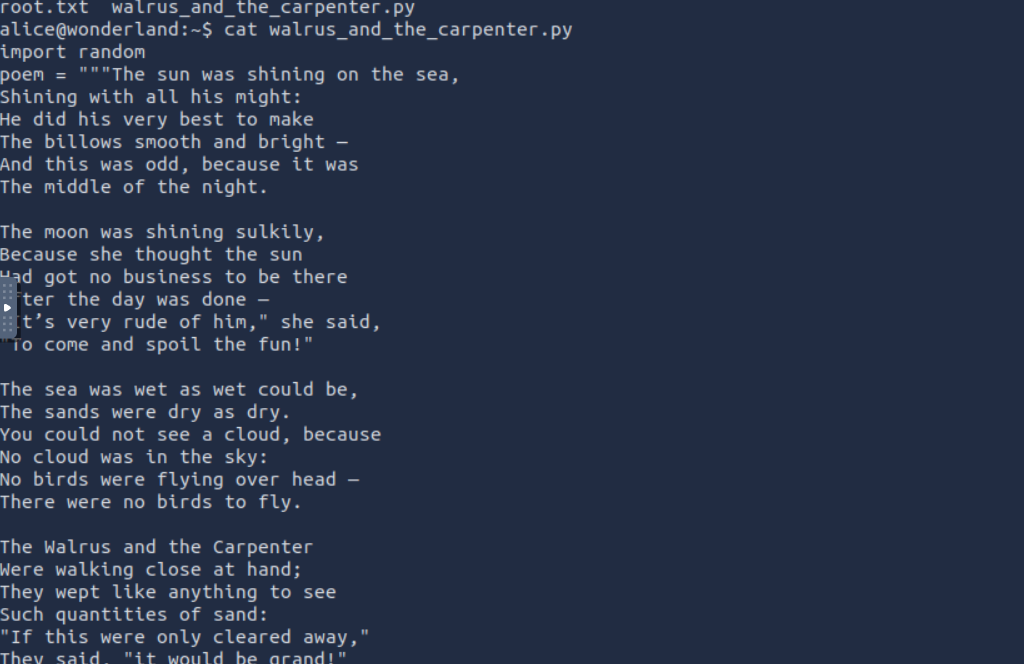 root.txt  walrus_and_the_carpenter.py
alice@wonderland:~$ cat walrus_and_the_carpenter.py
import random
poem = """The sun was shining on the sea,
Shining with all his might:
He did his very best to make
The billows smooth and bright —
And this was odd, because it was
The middle of the night.

The moon was shining sulkily,
Because she thought the sun
Had got no business to be there
fter the day was done —
t’s very rude of him," she said,
"To come and spoil the fun!"

The sea was wet as wet could be,
The sands were dry as dry.
You could not see a cloud, because
No cloud was in the sky:
No birds were flying over head —
There were no birds to fly.

The Walrus and the Carpenter
Were walking close at hand;
They wept like anything to see
Such quantities of sand:
"If this were only cleared away,"
They said, "it would be grand!"